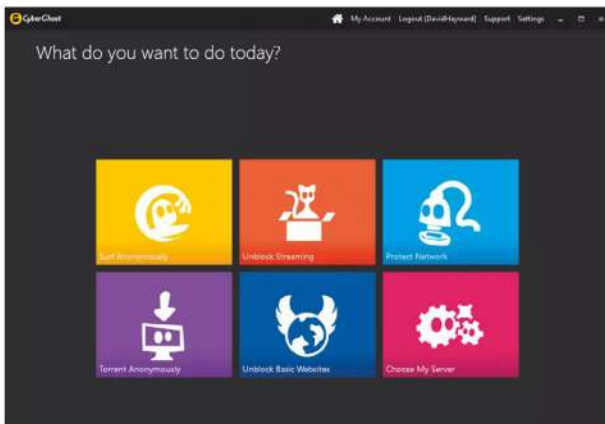 CyberGhost
My Account Logout (DavidHayward) Support Settings
What do you want to do today?
Surf Anonymously
Unblock Streaming
Protect Network
Torrent Anonymously
Unblock Basic Websites
Choose My Server